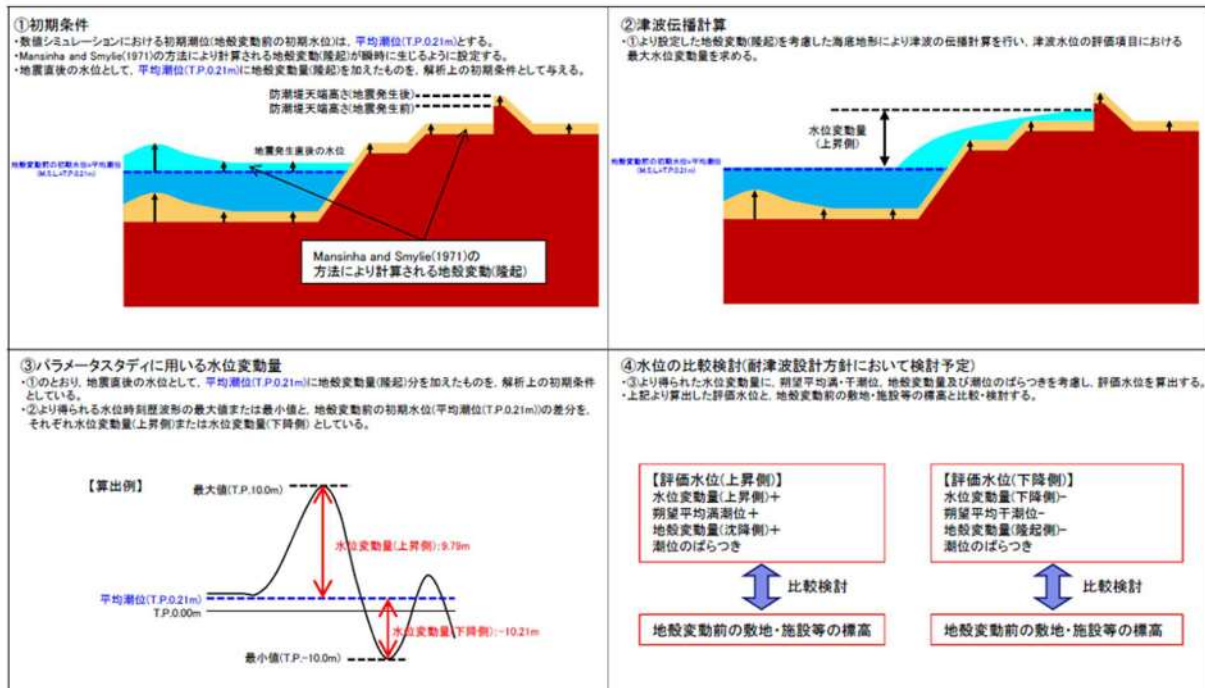 ①初期条件
・数値シミュレーションにおける初期潮位(地殻変動前の初期水位)は、平均潮位(T.P.0.21m)とする。
・Mansinha and Smylie(1971)の方法により計算される地殻変動(隆起)が瞬時に生じるように設定する。
・地震直後の水位として、平均潮位(T.P.0.21m)に地殻変動量(隆起)を加えたものを、解析上の初期条件として与える。
防潮堤天端高さ(地震発生後)
防潮堤天端高さ(地震発生前)
地震発生直後の水位
地殻変動前の初期水位=平均潮位
(M.S.L.=T.P.0.21m)
Mansinha and Smylie(1971)の
方法により計算される地殻変動(隆起)
②津波伝播計算
・①より設定した地殻変動(隆起)を考慮した海底地形により津波の伝播計算を行い、津波水位の評価項目における
最大水位変動量を求める。
水位変動量
(上昇側)
地殻変動前の初期水位=平均潮位
(M.S.L.=T.P.0.21m)
③パラメータスタディに用いる水位変動量
・①のとおり、地震直後の水位として、平均潮位(T.P.0.21m)に地殻変動量(隆起)分を加えたものを、解析上の初期条件
としている。
・②より得られる水位時刻歴波形の最大値または最小値と、地殻変動前の初期水位(平均潮位(T.P.0.21m))の差分を、
それぞれ水位変動量(上昇側)または水位変動量(下降側)としている。
【算出例】
最大値(T.P.10.0m)
水位変動量(上昇側):9.79m
平均潮位(T.P.0.21m)
T.P.0.00m
水位変動量(下降側):-10.21m
最小値(T.P.-10.0m)
④水位の比較検討(耐津波設計方針において検討予定)
・③より得られた水位変動量に、朔望平均満・干潮位、地殻変動量及び潮位のばらつきを考慮し、評価水位を算出する。
・上記より算出した評価水位と、地殻変動前の敷地・施設等の標高と比較・検討する。
【評価水位(上昇側)】
水位変動量(上昇側)+
朔望平均満潮位+
地殻変動量(沈降側)+
潮位のばらつき
比較検討
地殻変動前の敷地・施設等の標高
【評価水位(下降側)】
水位変動量(下降側)-
朔望平均干潮位-
地殻変動量(隆起側)-
潮位のばらつき
比較検討
地殻変動前の敷地・施設等の標高